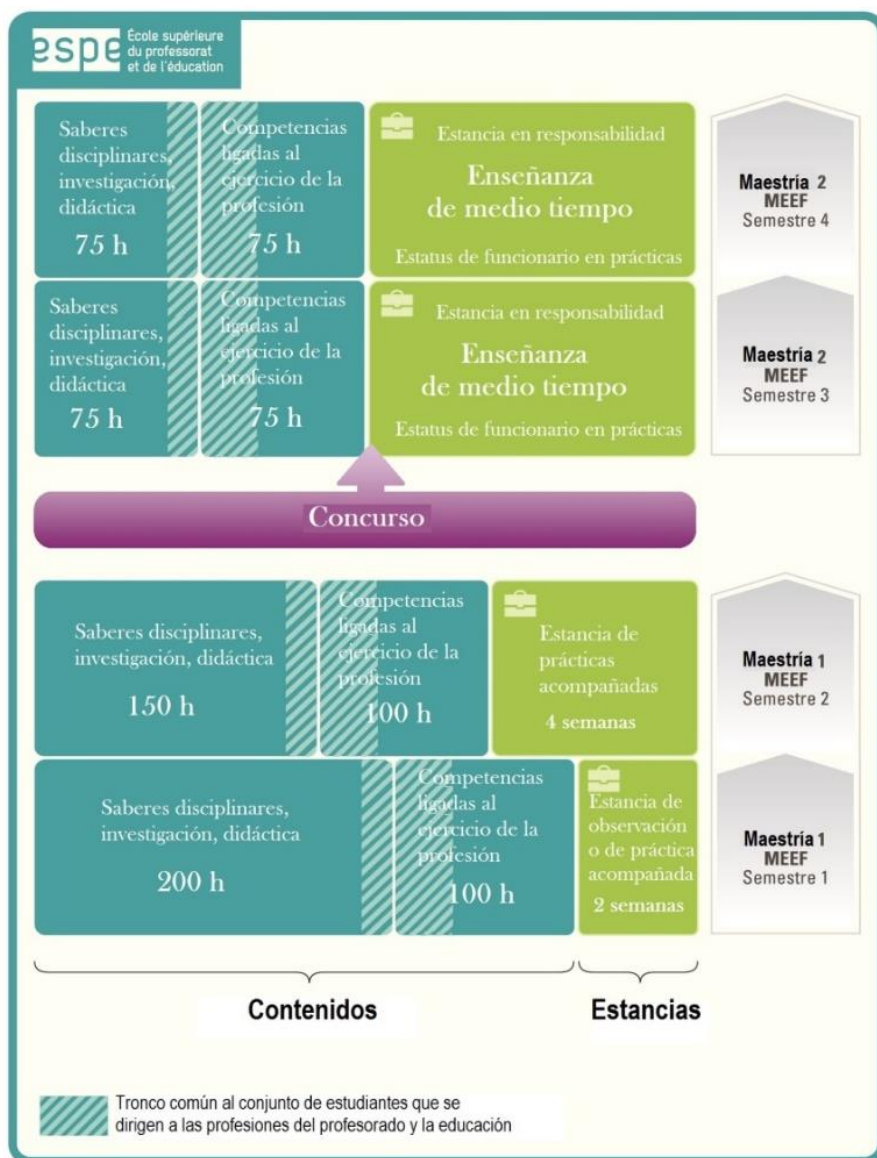 espe
École supérieure
du professorat
et de l'éducation
Saberes
disciplinares,
investigación,
didáctica
75 h
Competencias
ligadas al
ejercicio de la
profesión
75 h
Estancia en responsabilidad
Enseñanza
de medio tiempo
Estatus de funcionario en prácticas
Maestría 2
MEEF
Semestre 4
Saberes
disciplinares,
investigación,
didáctica
75 h
Competencias
ligadas al
ejercicio de la
profesión
75 h
Estancia en responsabilidad
Enseñanza
de medio tiempo
Estatus de funcionario en prácticas
Maestría 2
MEEF
Semestre 3
Concurso
Saberes disciplinares,
investigación, didáctica
150 h
Competencias
ligadas al
ejercicio de la
profesión
100 h
Estancia de
prácticas
acompañadas
4 semanas
Maestría 1
MEEF
Semestre 2
Saberes disciplinares,
investigación, didáctica
200 h
Competencias
ligadas al
ejercicio de la
profesión
100 h
Estancia de
observación
o de práctica
acompañada
2 semanas
Maestría 1
MEEF
Semestre 1
Contenidos
Estancias
Tronco común al conjunto de estudiantes que se
dirigen a las profesiones del profesorado y la educación